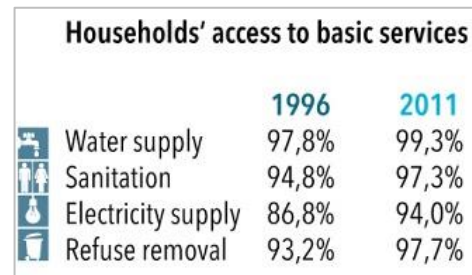 Households' access to basic services
1996 2011
Water supply 97,8% 99,3%
Sanitation 94,8% 97,3%
Electricity supply 86,8% 94,0%
Refuse removal 93,2% 97,7%